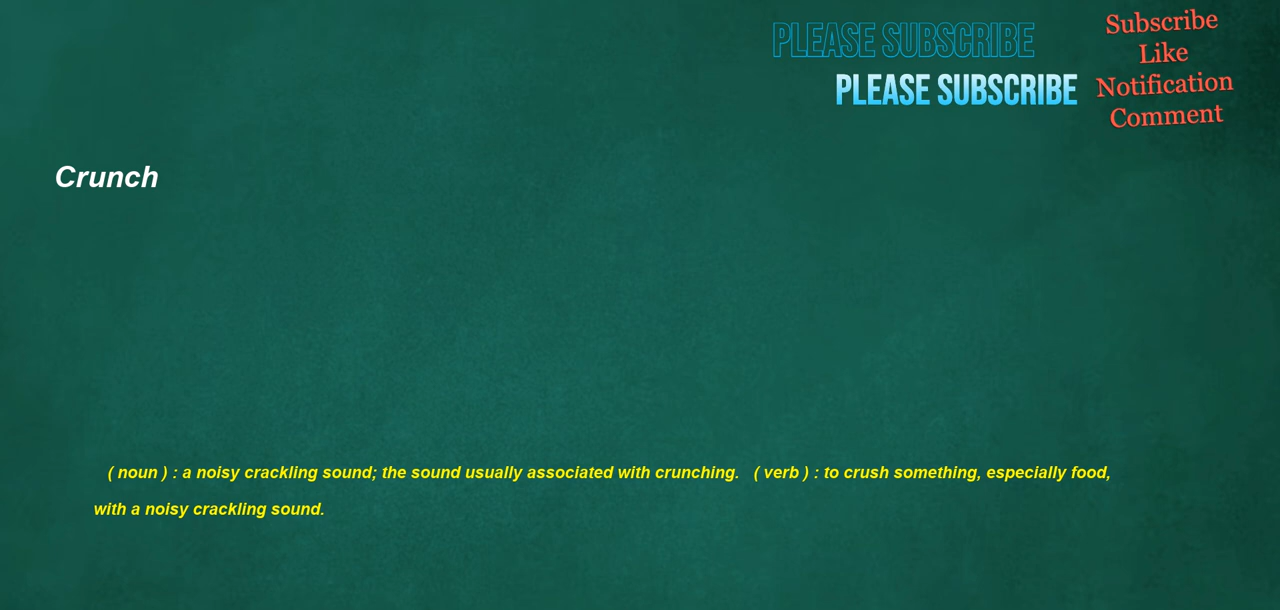 PLEASE SUBSCRIBE
PLEASE SUBSCRIBE
Subscribe
Like
Notification
Comment
Crunch
( noun ) : a noisy crackling sound; the sound usually associated with crunching. ( verb ) : to crush something, especially food,
with a noisy crackling sound.